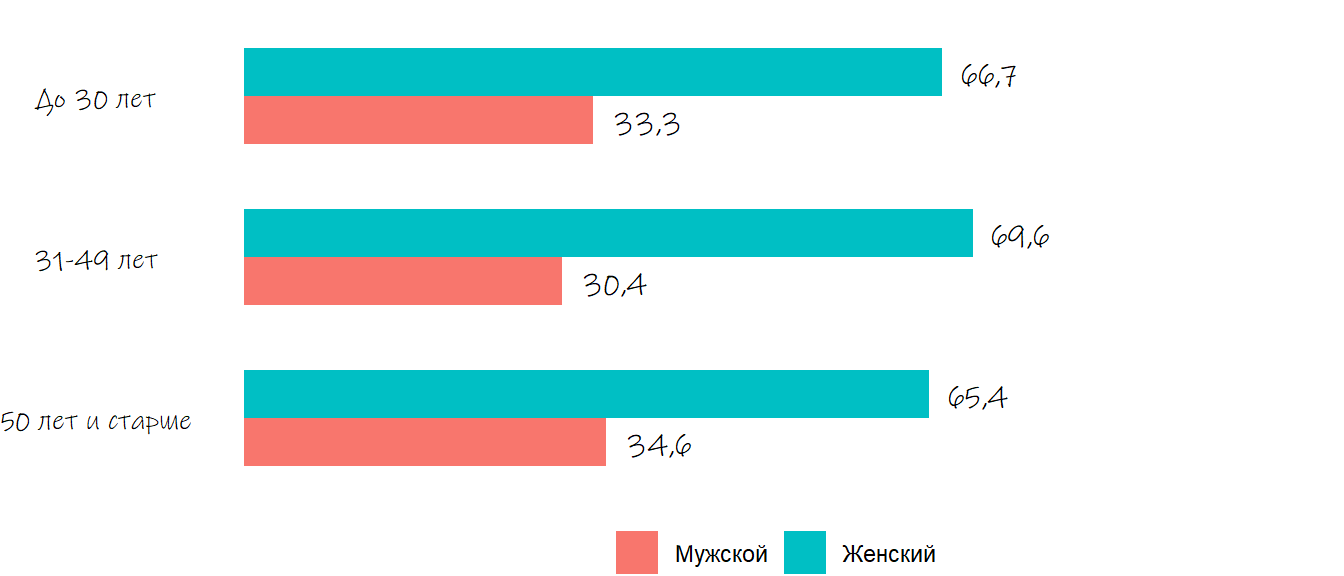 66,7
До 30 лет
33,3
69,6
31-49 лет
30,4
65,4
50 лет и старше
34,6
Мужской Женский